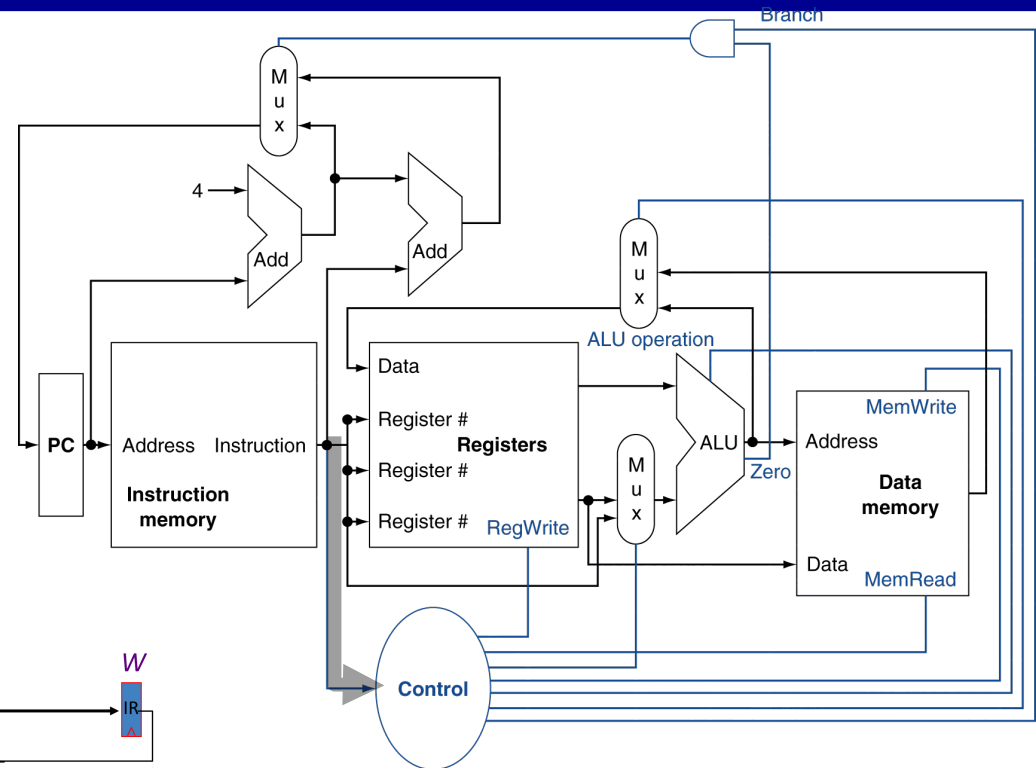 Branch
M
u
x
4
Add
Add
M
u
x
ALU operation
Data
Register #
Registers
Register #
Register #
RegWrite
PC
Address
Instruction
Instruction
memory
M
u
x
ALU
Zero
MemWrite
Address
Data
memory
Data
MemRead
Control
W
IR